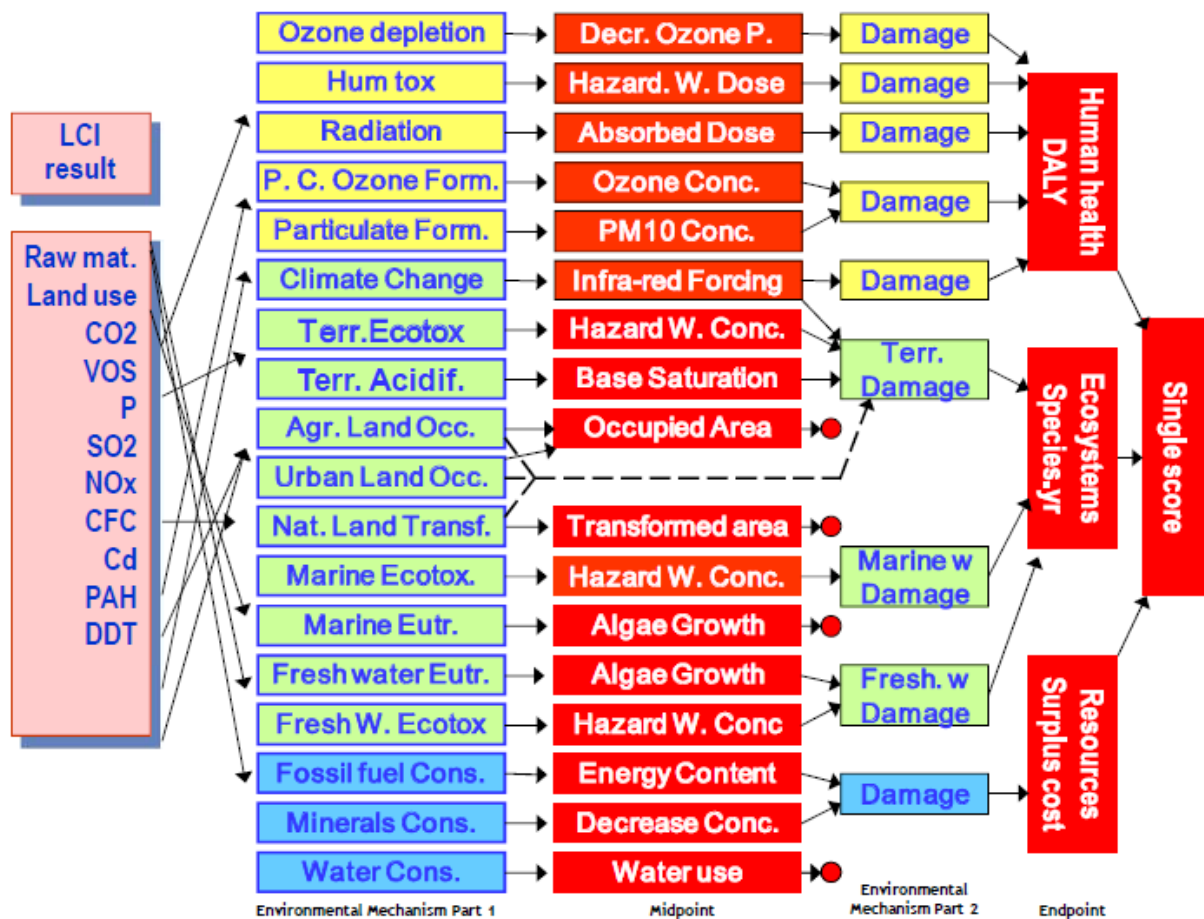 LCI
result
Raw mat.
Land use
CO2
VOS
P
SO2
NOx
CFC
Cd
PAH
DDT
Ozone depletion
Hum tox
Radiation
P. C. Ozone Form.
Particulate Form.
Climate Change
Terr.Ecotox
Terr. Acidif.
Agr. Land Occ.
Urban Land Occ.
Nat. Land Transf.
Marine Ecotox.
Marine Eutr.
Fresh water Eutr.
Fresh W. Ecotox
Fossil fuel Cons.
Minerals Cons.
Water Cons.
Environmental Mechanism Part 1
Decr. Ozone P.
Hazard. W. Dose
Absorbed Dose
Ozone Conc.
PM10 Conc.
Infra-red Forcing
Hazard W. Conc.
Base Saturation
Occupied Area
Transformed area
Hazard W. Conc.
Algae Growth
Algae Growth
Hazard W. Conc
Energy Content
Decrease Conc.
Water use
Midpoint
Damage
Damage
Damage
Damage
Damage
Terr.
Damage
Marine w
Damage
Fresh. w
Damage
Damage
Environmental
Mechanism Part 2
Human health
DALY
Ecosystems
Species.yr
Resources
Surplus cost
Endpoint
Single score